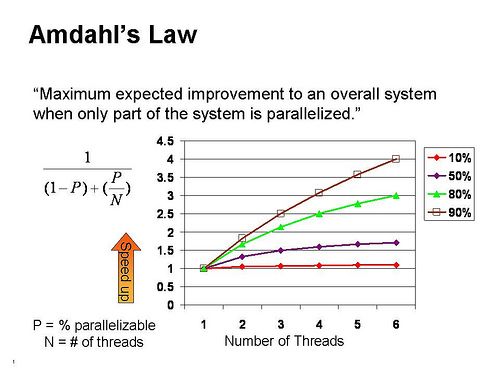 Amdahl's Law
“Maximum expected improvement to an overall system
when only part of the system is parallelized.”
1
(1−P)+(P/N)
Speed up
P = % parallelizable
N = # of threads
4.5
4
3.5
3
2.5
2
1.5
1
0.5
0
1 2 3 4 5 6
Number of Threads
10%
50%
80%
90%
1